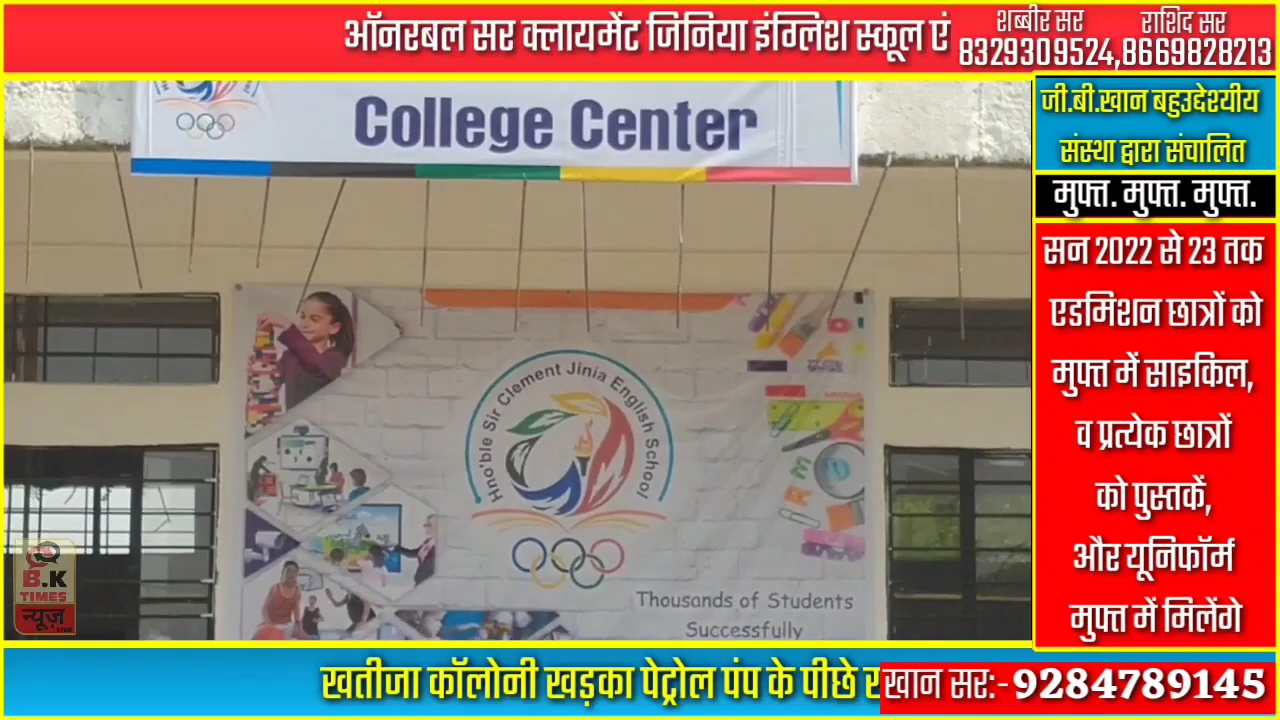 ऑनरबल सर क्लायमेंट जिनिया इंग्लिश स्कूल एं
शब्बीर सर
राशिद सर
8329309524,8669828213
College Center
जी.बी.खान बहुउद्देश्यीय
संस्था द्वारा संचालित
मुफ्त. मुफ्त. मुफ्त.
सन 2022 से 23 तक
एडमिशन छात्रों को
मुफ्त में साइकिल,
व प्रत्येक छात्रों
को पुस्तकें,
और यूनिफॉर्म
मुफ्त में मिलेंगे
Hno'ble Sir Clement Jinia English School
Thousands of Students
Successfully
B.K
TIMES
न्यूज़
खतीजा कॉलोनी खड़का पेट्रोल पंप के पीछे
खान सर:-9284789145